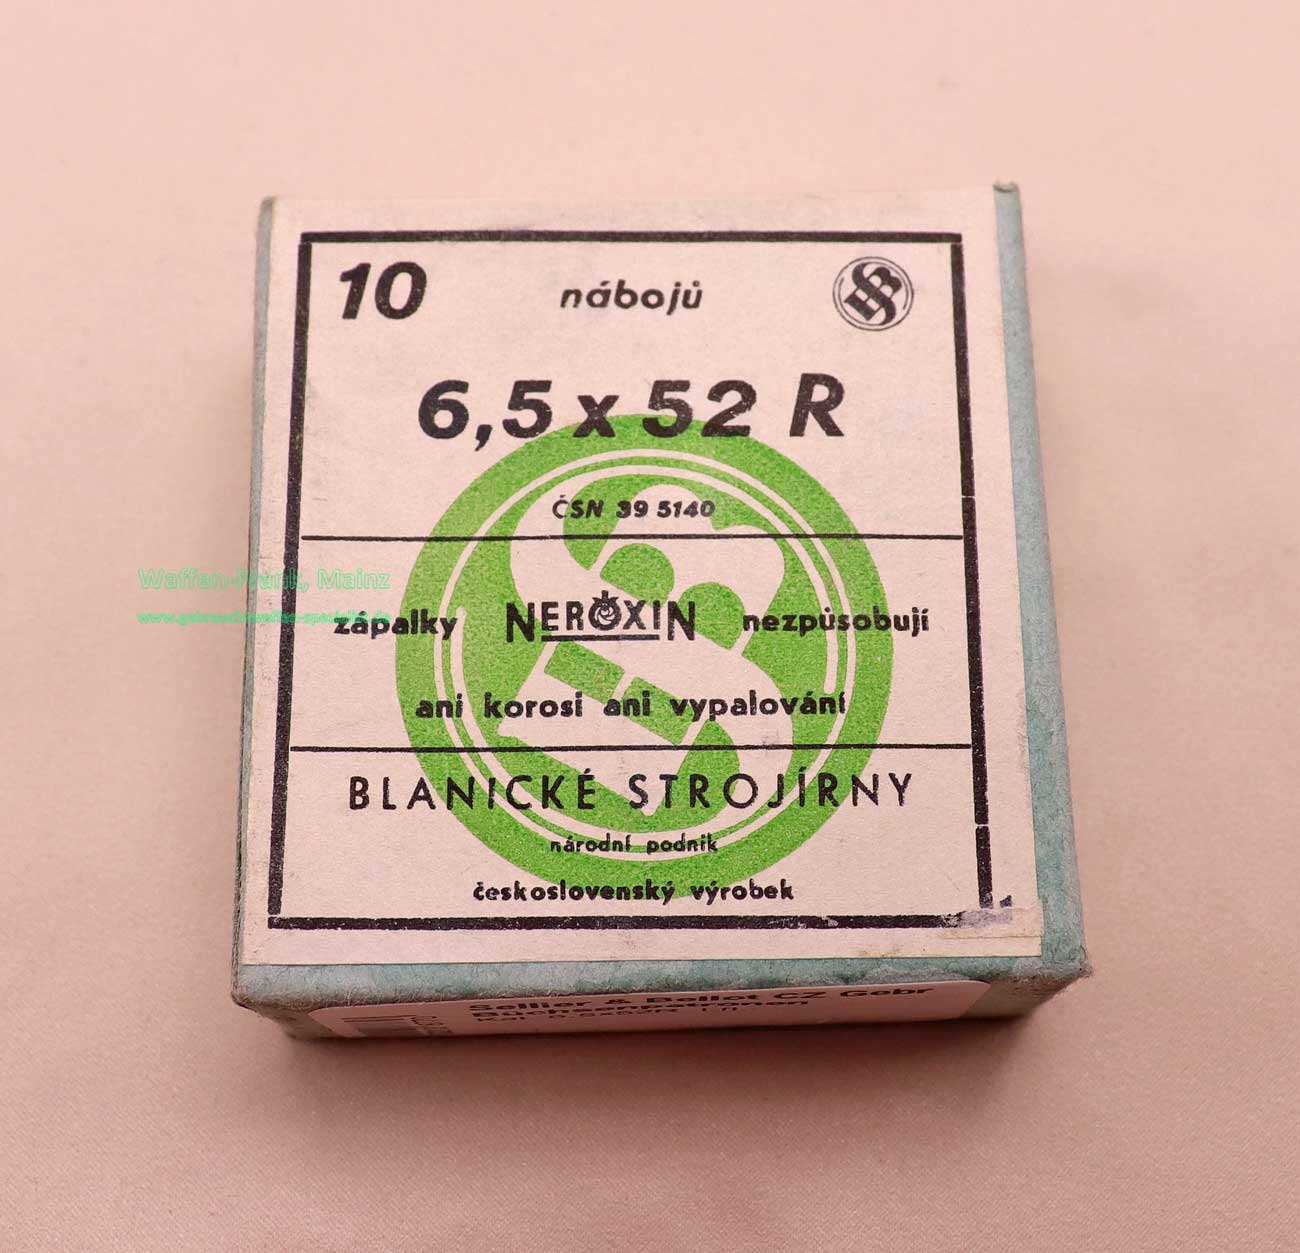 10 nábojů
6,5 x 52 R
ČSN 39 5140
Waffen-Frank, Mainz
zápalky NEROXIN nezpůsobují
ani korosi ani vypalování
BLANICKÉ STROJÍRNY
národní podnik
československý výrobek
Sellier & Bellot CZ Gebr
Büchsenpatronen